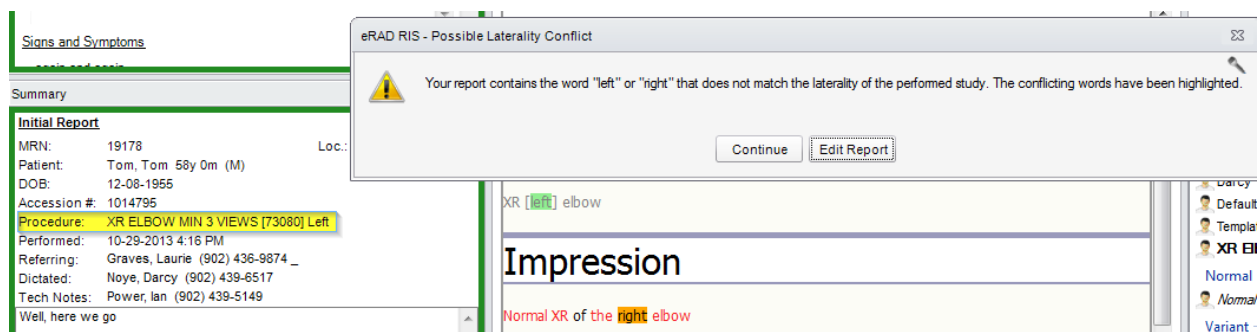 Signs and Symptoms
Summary
Initial Report
MRN: 19178 Loc.:
Patient: Tom, Tom 58y 0m (M)
DOB: 12-08-1955
Accession #: 1014795
Procedure: XR ELBOW MIN 3 VIEWS [73080] Left
Performed: 10-29-2013 4:16 PM
Referring: Graves, Laurie (902) 436-9874 _
Dictated: Noye, Darcy (902) 439-6517
Tech Notes: Power, Ian (902) 439-5149
Well, here we go
eRAD RIS - Possible Laterality Conflict
Your report contains the word "left" or "right" that does not match the laterality of the performed study. The conflicting words have been highlighted.
Continue Edit Report
XR [left] elbow
Impression
Normal XR of the right elbow
Darcy
Default
Templa
XR El
Normal
Normal
Variant